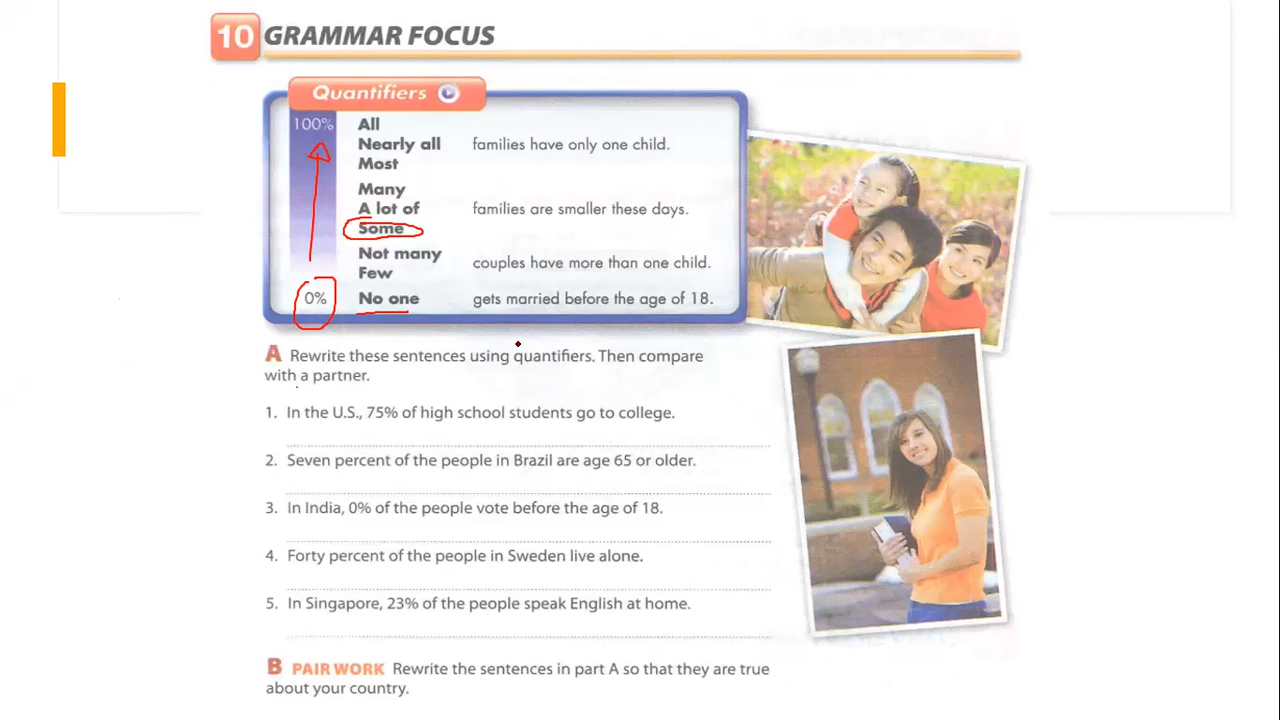 10 GRAMMAR FOCUS
Quantifiers
100% All
Nearly all families have only one child.
Most
Many
A lot of families are smaller these days.
Some
Not many
couples have more than one child.
Few
0% No one gets married before the age of 18.
A Rewrite these sentences using quantifiers. Then compare
with a partner.
1. In the U.S., 75% of high school students go to college.
2. Seven percent of the people in Brazil are age 65 or older.
3. In India, 0% of the people vote before the age of 18.
4. Forty percent of the people in Sweden live alone.
5. In Singapore, 23% of the people speak English at home.
B PAIR WORK Rewrite the sentences in part A so that they are true
about your country.